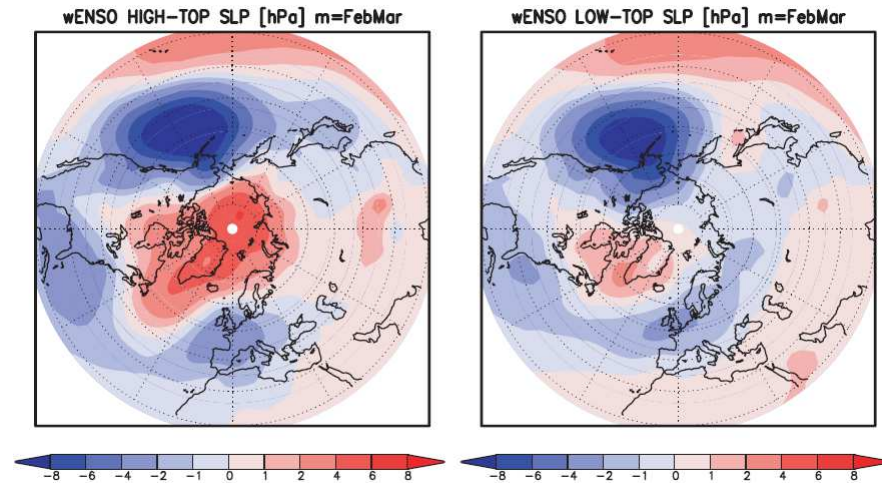 wENSO HIGH-TOP SLP [hPa] m=FebMar
wENSO LOW-TOP SLP [hPa] m=FebMar
-8 -6 -4 -2 -1 0 1 2 4 6 8
-8 -6 -4 -2 -1 0 1 2 4 6 8